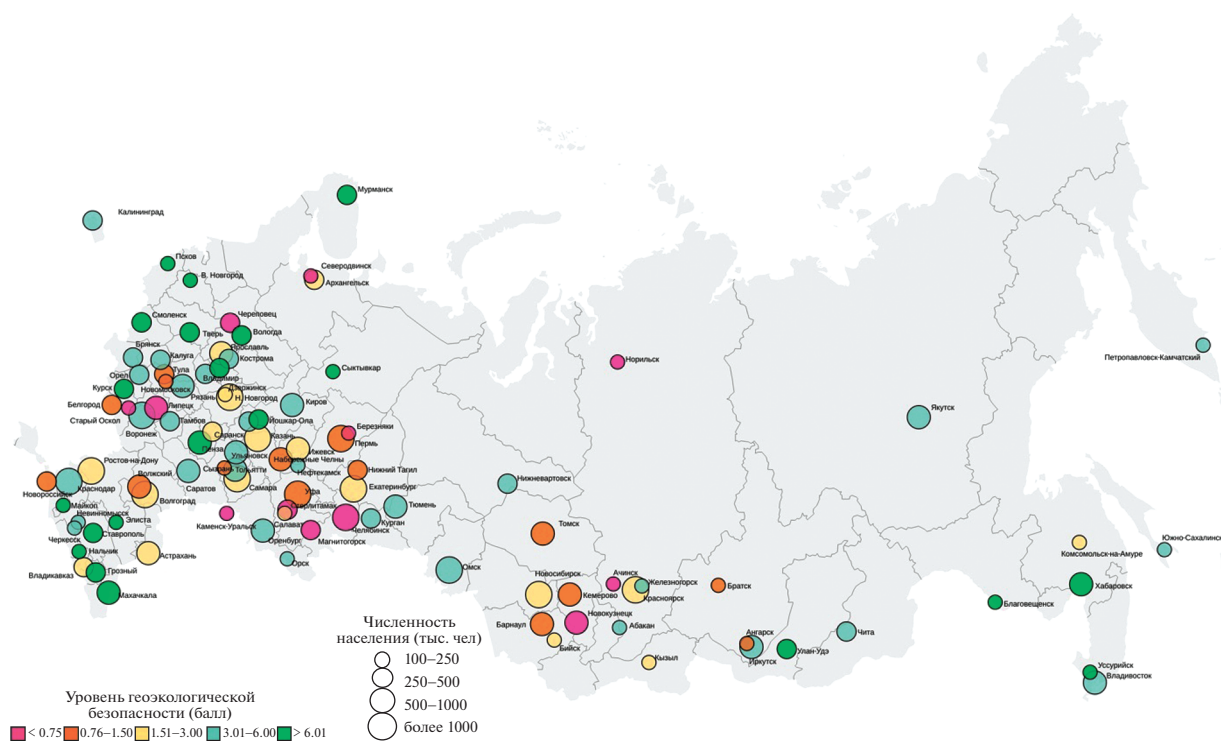 Мурманск
Калининград
Псков
В. Новгород
Северодвинск
Архангельск
Смоленск
Череповец
Тверь
Вологда
Ярославль
Брянск
Калуга
Кострома
Орел
Тула
Владимир
Сыктывкар
Норильск
Петропавловск-Камчатский
Курск
Новомосковск
Рязань
Дзержинск
Н. Новгород
Белгород
Липецк
Киров
Якутск
Старый Оскол
Тамбов
Йошкар-Ола
Воронеж
Саранск
Казань
Березняки
Пермь
Пенза
Ульяновск
Ижевск
Набережные Челны
Ростов-на-Дону
Волжский
Сызрань
Тольятти
Нефтекамск
Нижний Тагил
Новороссийск
Краснодар
Саратов
Самара
Екатеринбург
Нижневартовск
Волгоград
Уфа
Майкоп
Стерлитамак
Тюмень
Невинномысск
Элиста
Каменск-Уральск
Салават
Челябинск
Курган
Томск
Черкесск
Ставрополь
Оренбург
Магнитогорск
Южно-Сахалинск
Нальчик
Астрахань
Орск
Комсомольск-на-Амуре
Владикавказ
Грозный
Омск
Новосибирск
Ачинск
Железногорск
Махачкала
Кемерово
Красноярск
Братск
Хабаровск
Благовещенск
Барнаул
Новокузнецк
Абакан
Ангарск
Чита
Бийск
Кызыл
Иркутск
Улан-Удэ
Уссурийск
Владивосток
Численность
населения (тыс. чел)
100–250
250–500
500–1000
более 1000
Уровень геоэкологической
безопасности (балл)
< 0.75 0.76–1.50 1.51–3.00 3.01–6.00 > 6.01